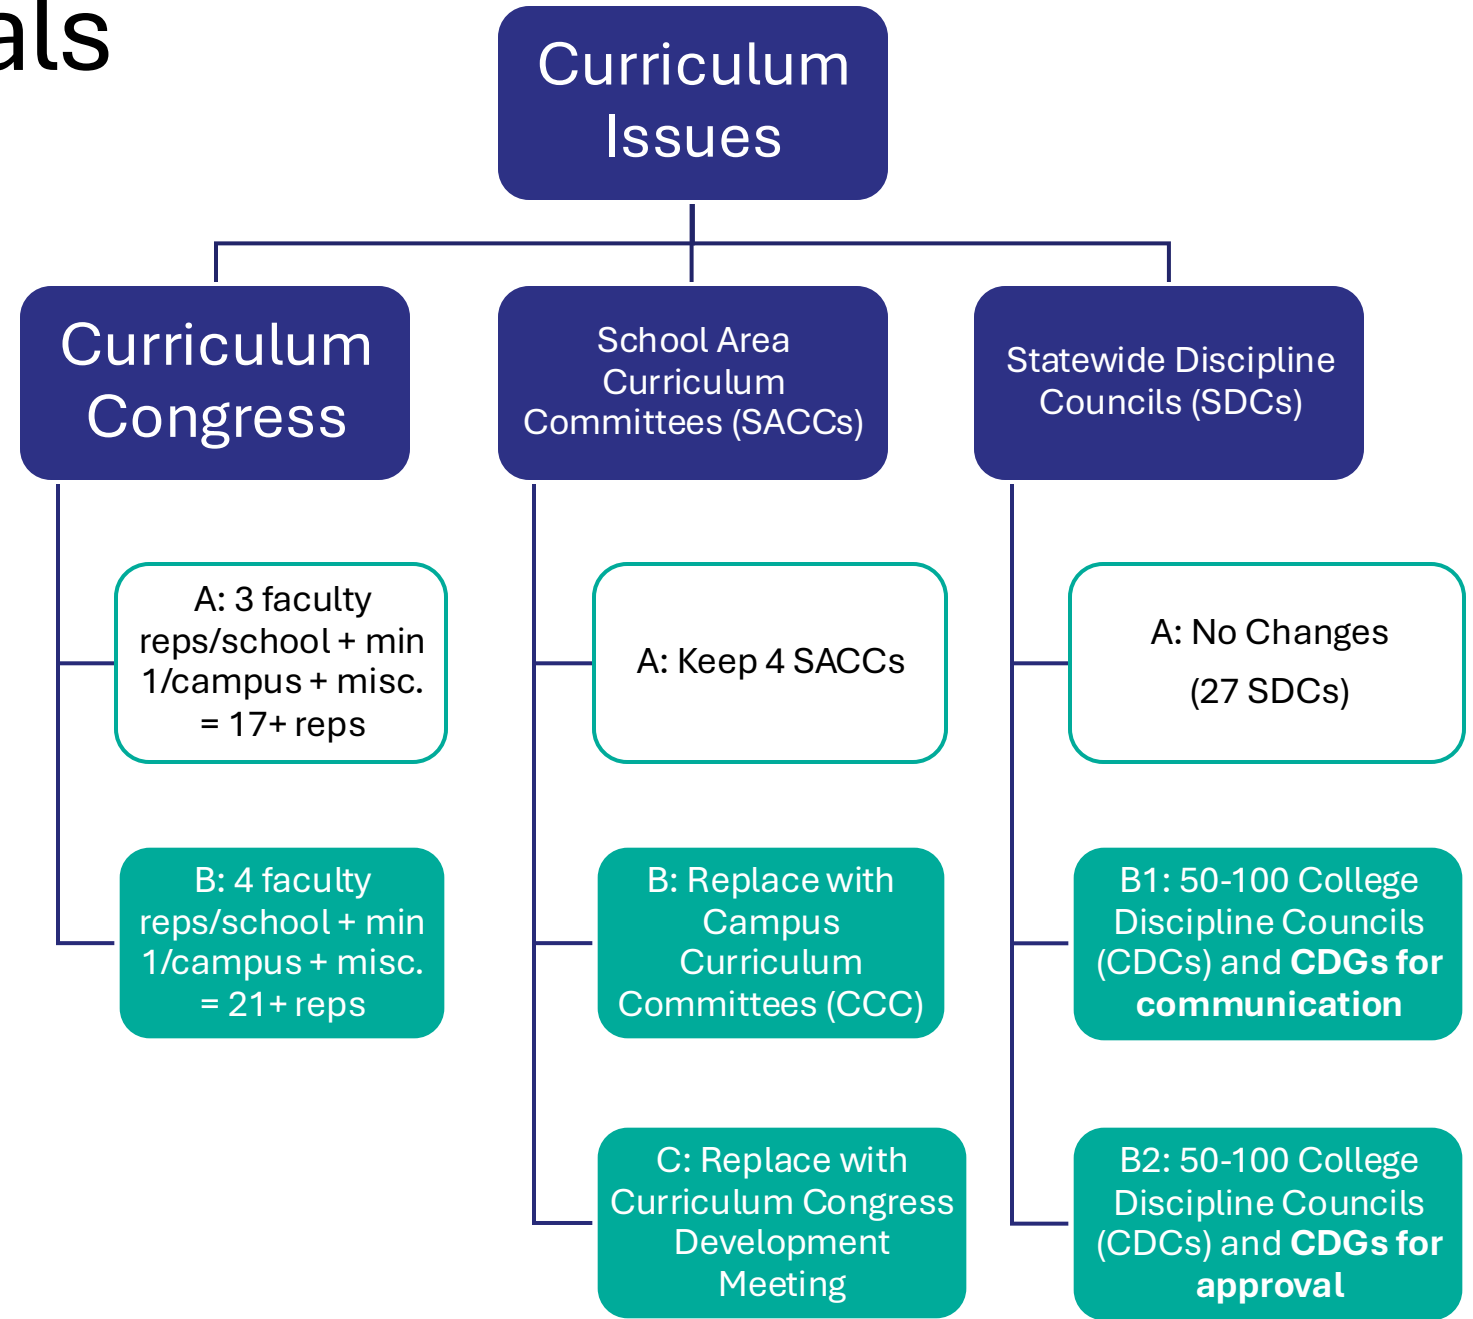 als
Curriculum
Issues
Curriculum
Congress
School Area
Curriculum
Committees (SACCs)
Statewide Discipline
Councils (SDCs)
A: 3 faculty
reps/school + min
1/campus + misc.
= 17+ reps
A: Keep 4 SACCs
A: No Changes
(27 SDCs)
B: 4 faculty
reps/school + min
1/campus + misc.
= 21+ reps
B: Replace with
Campus
Curriculum
Committees (CCC)
B1: 50-100 College
Discipline Councils
(CDCs) and CDGs for
communication
C: Replace with
Curriculum Congress
Development
Meeting
B2: 50-100 College
Discipline Councils
(CDCs) and CDGs for
approval